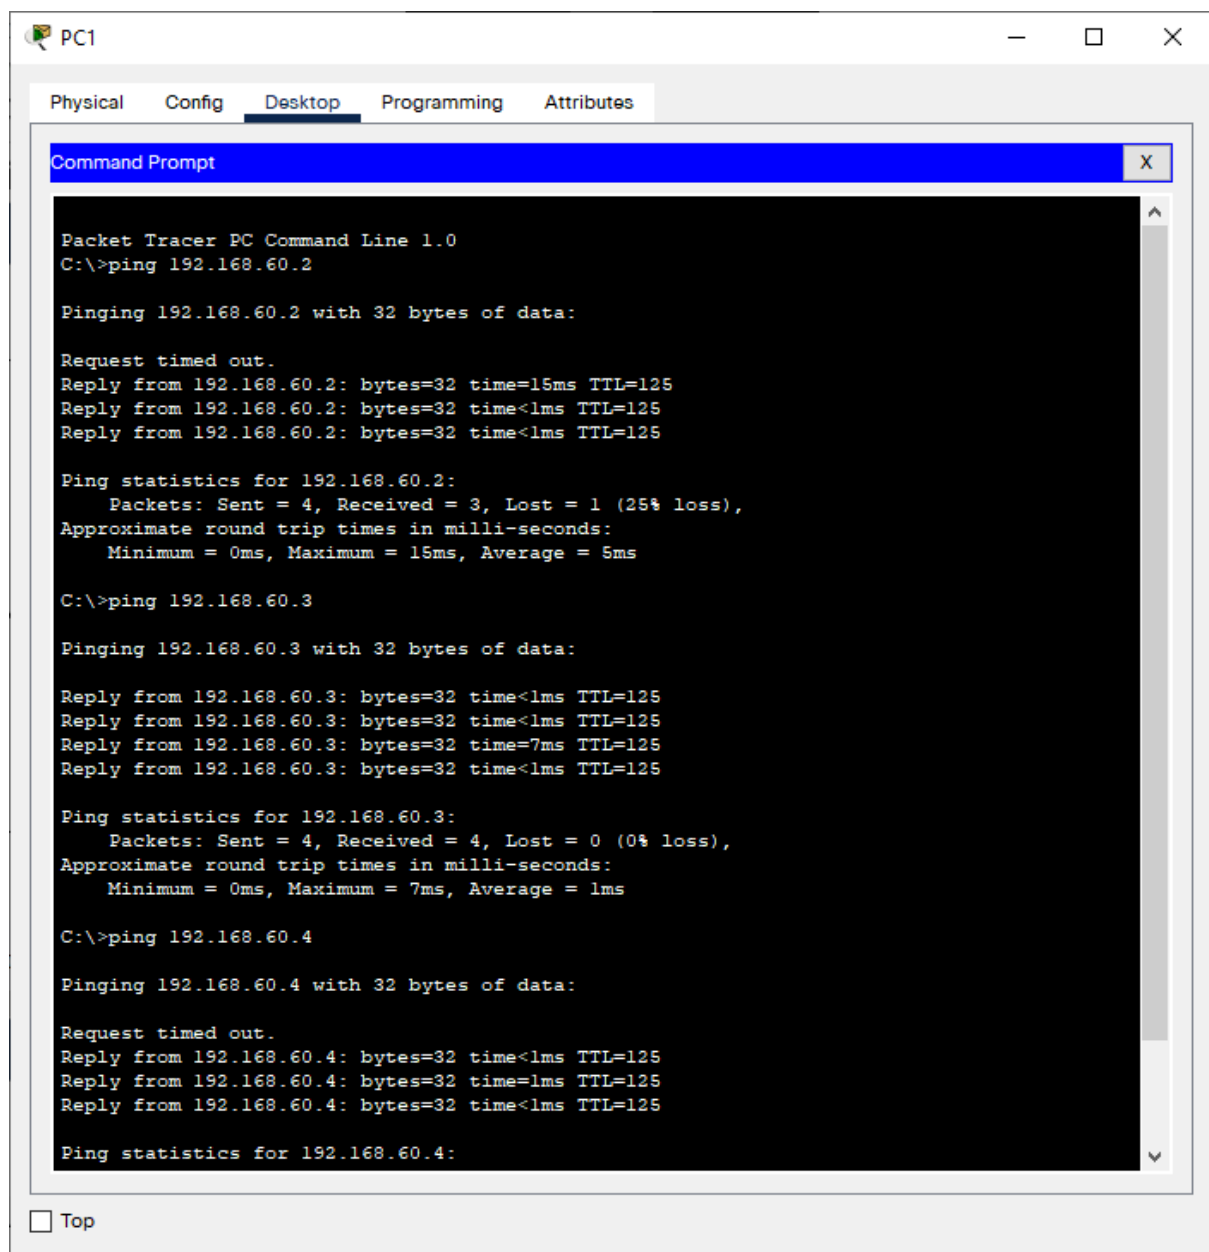 PC1
Physical Config Desktop Programming Attributes
Command Prompt X
Packet Tracer PC Command Line 1.0
C:\>ping 192.168.60.2
Pinging 192.168.60.2 with 32 bytes of data:
Request timed out.
Reply from 192.168.60.2: bytes=32 time=15ms TTL=125
Reply from 192.168.60.2: bytes=32 time<1ms TTL=125
Reply from 192.168.60.2: bytes=32 time<1ms TTL=125
Ping statistics for 192.168.60.2:
    Packets: Sent = 4, Received = 3, Lost = 1 (25% loss),
Approximate round trip times in milli-seconds:
    Minimum = 0ms, Maximum = 15ms, Average = 5ms
C:\>ping 192.168.60.3
Pinging 192.168.60.3 with 32 bytes of data:
Reply from 192.168.60.3: bytes=32 time<1ms TTL=125
Reply from 192.168.60.3: bytes=32 time<1ms TTL=125
Reply from 192.168.60.3: bytes=32 time=7ms TTL=125
Reply from 192.168.60.3: bytes=32 time<1ms TTL=125
Ping statistics for 192.168.60.3:
    Packets: Sent = 4, Received = 4, Lost = 0 (0% loss),
Approximate round trip times in milli-seconds:
    Minimum = 0ms, Maximum = 7ms, Average = 1ms
C:\>ping 192.168.60.4
Pinging 192.168.60.4 with 32 bytes of data:
Request timed out.
Reply from 192.168.60.4: bytes=32 time<1ms TTL=125
Reply from 192.168.60.4: bytes=32 time=1ms TTL=125
Reply from 192.168.60.4: bytes=32 time<1ms TTL=125
Ping statistics for 192.168.60.4:
Top